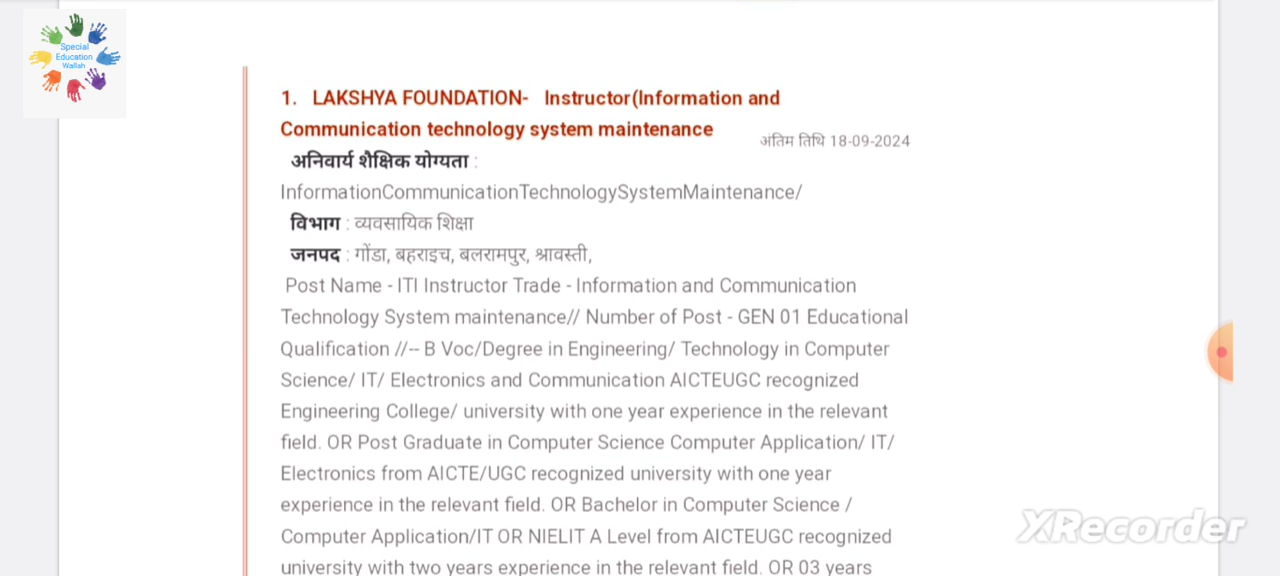 Special
Education
Wallah
1. LAKSHYA FOUNDATION- Instructor(Information and
Communication technology system maintenance
अंतिम तिथि 18-09-2024
अनिवार्य शैक्षिक योग्यता :
InformationCommunicationTechnologySystemMaintenance/
विभाग : व्यवसायिक शिक्षा
जनपद : गोंडा, बहराइच, बलरामपुर, श्रावस्ती,
Post Name - ITI Instructor Trade - Information and Communication
Technology System maintenance// Number of Post - GEN 01 Educational
Qualification //-- B Voc/Degree in Engineering/ Technology in Computer
Science/ IT/ Electronics and Communication AICTEUGC recognized
Engineering College/ university with one year experience in the relevant
field. OR Post Graduate in Computer Science Computer Application/ IT/
Electronics from AICTE/UGC recognized university with one year
experience in the relevant field. OR Bachelor in Computer Science /
Computer Application/IT OR NIELIT A Level from AICTEUGC recognized
university with two years experience in the relevant field. OR 03 years
XRecorder